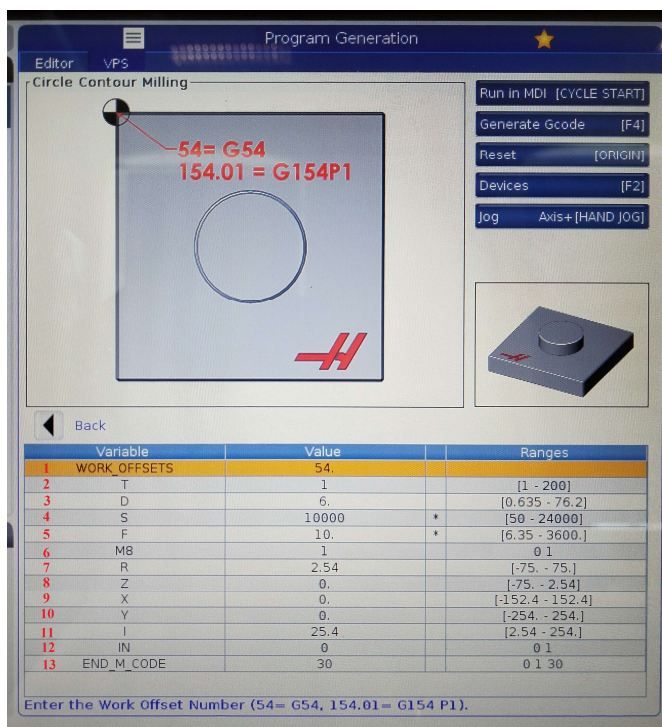 Program Generation
Editor VPS
Circle Contour Milling
54= G54
154.01 = G154P1
Run in MDI [CYCLE START]
Generate Gcode [F4]
Reset [ORIGIN]
Devices [F2]
Jog Axis+[HAND JOG]
Back
Variable Value Ranges
1 WORK_OFFSETS 54.
2 T 1 [1 - 200]
3 D 6. [0.635 - 76.2]
4 S 10000 * [50 - 24000]
5 F 10. * [6.35 - 3600.]
6 M8 1 0 1
7 R 2.54 [-75. - 75.]
8 Z 0. [-75. - 2.54]
9 X 0. [-152.4 - 152.4]
10 Y 0. [-254. - 254.]
11 I 25.4 [2.54 - 254.]
12 IN 0 0 1
13 END_M_CODE 30 0 1 30
Enter the Work Offset Number (54= G54, 154.01= G154 P1).